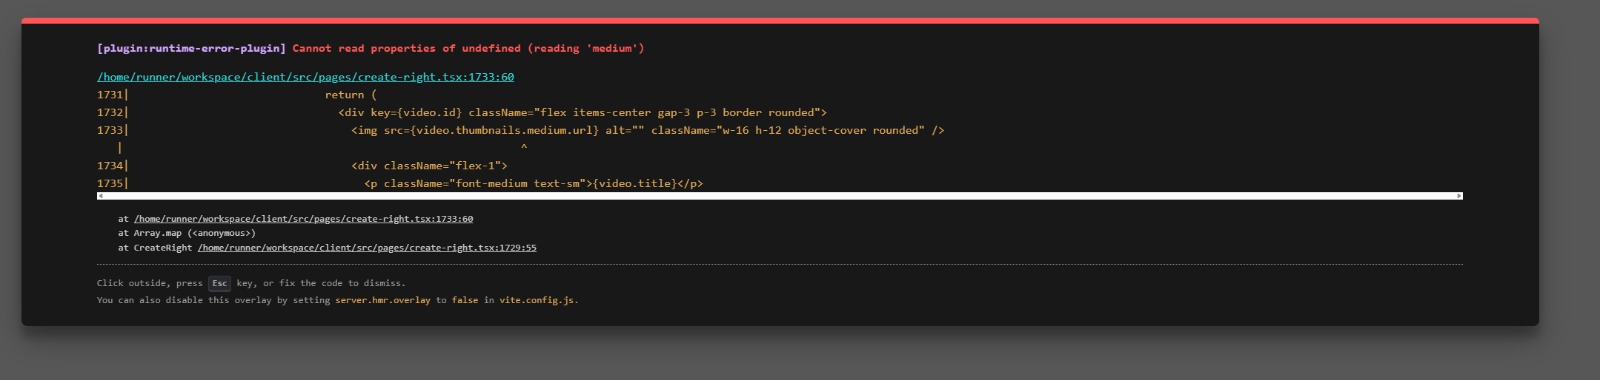 [plugin:runtime-error-plugin] Cannot read properties of undefined (reading 'medium')
/home/runner/workspace/client/src/pages/create-right.tsx:1733:60
1731|                              return (
1732|                                <div key={video.id} className="flex items-center gap-3 p-3 border rounded">
1733|                                  <img src={video.thumbnails.medium.url} alt="" className="w-16 h-12 object-cover rounded" />
    |                                                            ^
1734|                                  <div className="flex-1">
1735|                                    <p className="font-medium text-sm">{video.title}</p>
at /home/runner/workspace/client/src/pages/create-right.tsx:1733:60
at Array.map (<anonymous>)
at CreateRight /home/runner/workspace/client/src/pages/create-right.tsx:1729:55
Click outside, press Esc key, or fix the code to dismiss.
You can also disable this overlay by setting server.hmr.overlay to false in vite.config.js.